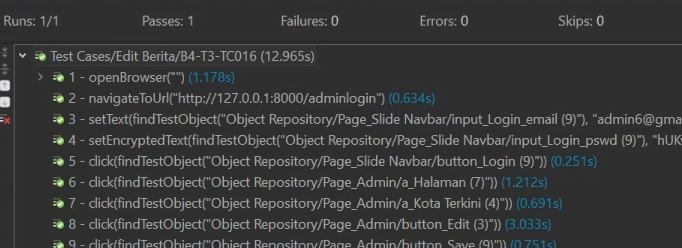 Runs: 1/1 Passes: 1 Failures: 0 Errors: 0 Skips: 0
Test Cases/Edit Berita/B4-T3-TC016 (12.965s)
1 - openBrowser("") (1.178s)
2 - navigateToUrl("http://127.0.0.1:8000/adminlogin") (0.634s)
3 - setText(findTestObject("Object Repository/Page_Slide Navbar/input_Login_email (9)"), "admin6@gma
4 - setEncryptedText(findTestObject("Object Repository/Page_Slide Navbar/input_Login_pswd (9)"), "hUK
5 - click(findTestObject("Object Repository/Page_Slide Navbar/button_Login (9)")) (0.251s)
6 - click(findTestObject("Object Repository/Page_Admin/a_Halaman (7)")) (1.212s)
7 - click(findTestObject("Object Repository/Page_Admin/a_Kota Terkini (4)")) (0.691s)
8 - click(findTestObject("Object Repository/Page_Admin/button_Edit (3)")) (3.033s)
9 - click(findTestObject("Object Repository/Page_Admin/button_Save (9)")) (0.751s)